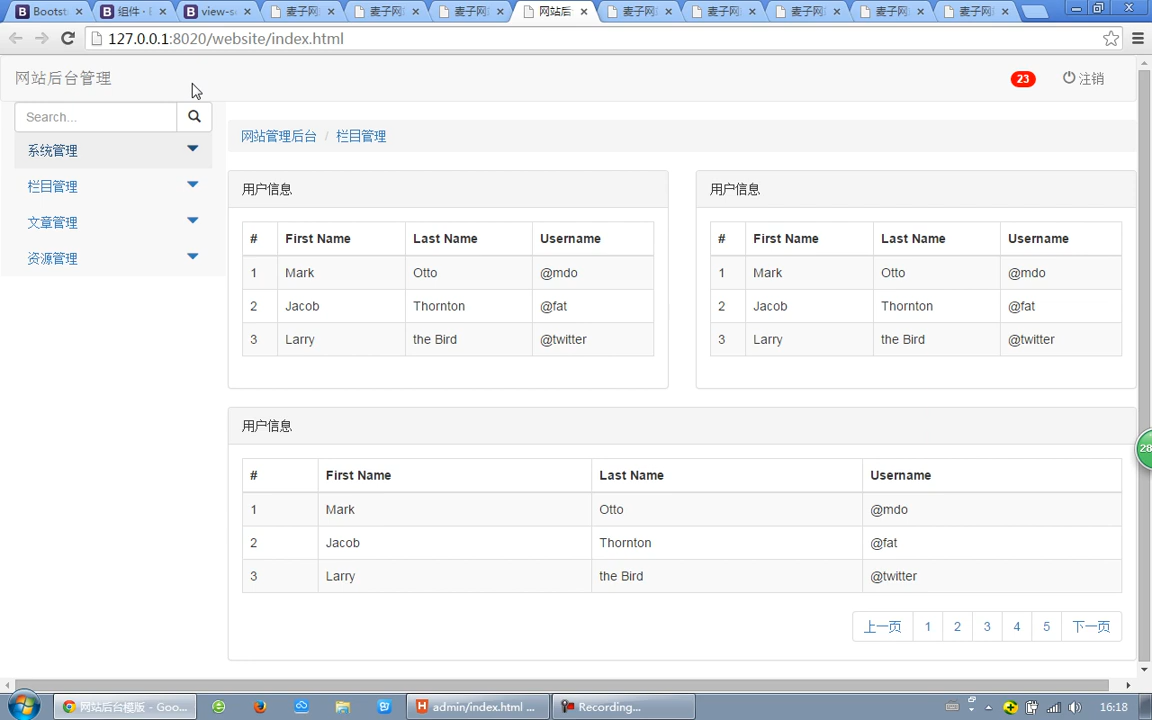 Bootst 组件 · B view-s 麦子网 麦子网 麦子网 网站后 麦子网 麦子网 麦子网 麦子网 麦子网
127.0.0.1:8020/website/index.html
网站后台管理 23 注销
Search...
网站管理后台 / 栏目管理
系统管理
栏目管理
文章管理
资源管理
用户信息
# First Name Last Name Username
1 Mark Otto @mdo
2 Jacob Thornton @fat
3 Larry the Bird @twitter
用户信息
# First Name Last Name Username
1 Mark Otto @mdo
2 Jacob Thornton @fat
3 Larry the Bird @twitter
用户信息
# First Name Last Name Username
1 Mark Otto @mdo
2 Jacob Thornton @fat
3 Larry the Bird @twitter
上一页 1 2 3 4 5 下一页
28
网站后台模版 - Goo... admin/index.html ... Recording... 16:18